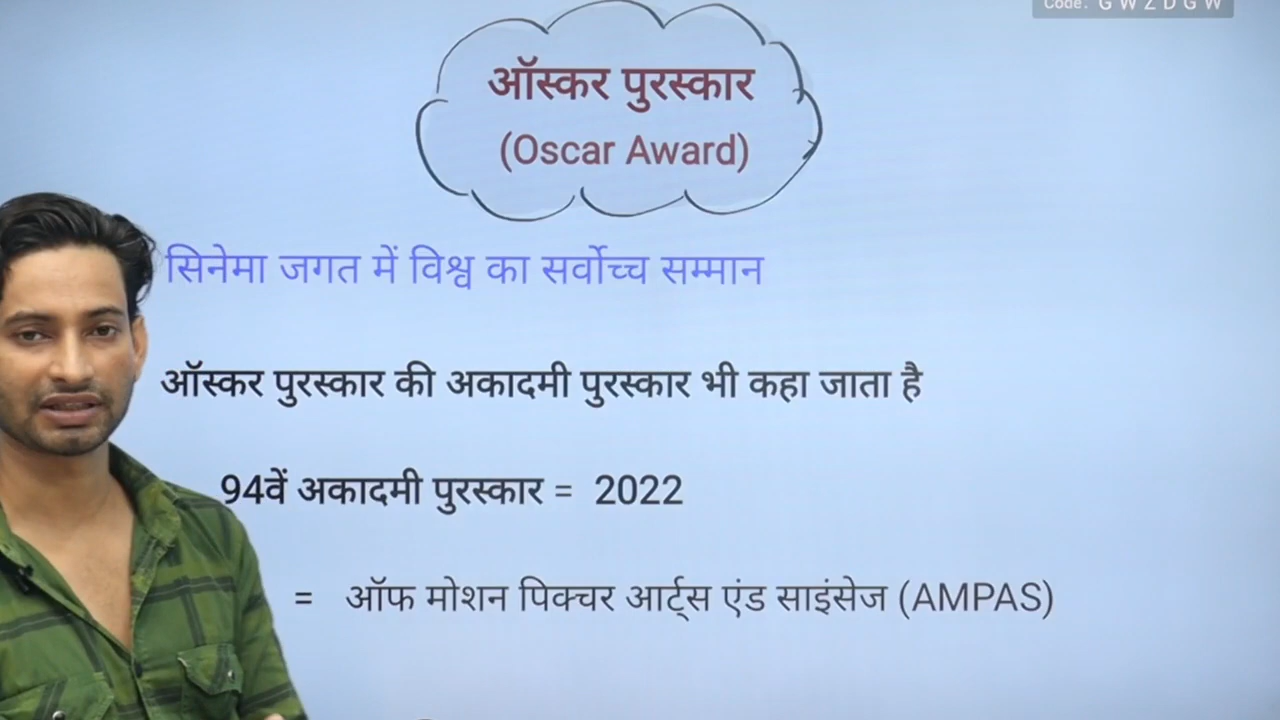 Code: G W Z D G W
ऑस्कर पुरस्कार
(Oscar Award)
सिनेमा जगत में विश्व का सर्वोच्च सम्मान
ऑस्कर पुरस्कार की अकादमी पुरस्कार भी कहा जाता है
94वें अकादमी पुरस्कार = 2022
= ऑफ मोशन पिक्चर आर्ट्स एंड साइंसेज (AMPAS)